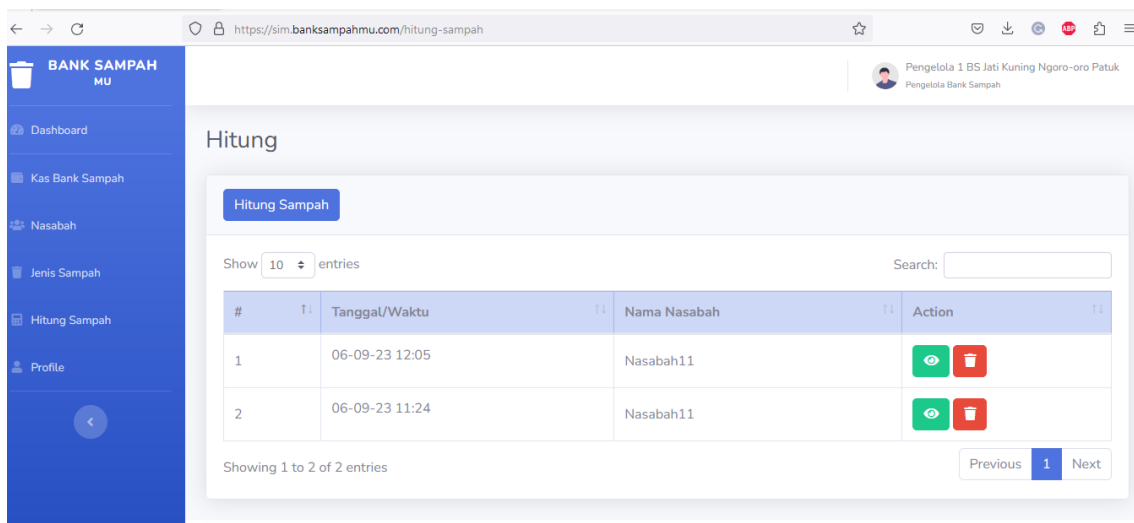 https://sim.banksampahmu.com/hitung-sampah
ABP
BANK SAMPAH
MU
Pengelola 1 BS Jati Kuning Ngoro-oro Patuk
Pengelola Bank Sampah
Dashboard
Kas Bank Sampah
Nasabah
Jenis Sampah
Hitung Sampah
Profile
Hitung
Hitung Sampah
Show 10 entries
Search:
# Tanggal/Waktu Nama Nasabah Action
1 06-09-23 12:05 Nasabah11
2 06-09-23 11:24 Nasabah11
Showing 1 to 2 of 2 entries
Previous 1 Next